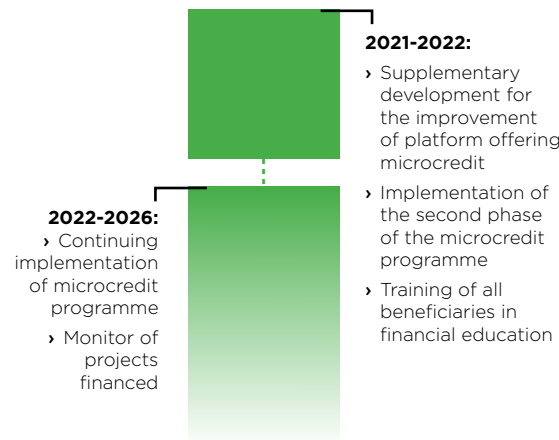 2021-2022:
› Supplementary
development for
the improvement
of platform offering
microcredit
› Implementation of
the second phase
of the microcredit
programme
› Training of all
beneficiaries in
financial education
2022-2026:
› Continuing
implementation
of microcredit
programme
› Monitor of
projects
financed